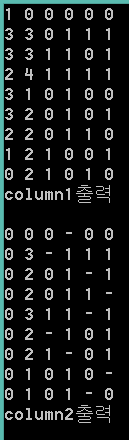 1 0 0 0 0 0
3 3 0 1 1 1
3 3 1 1 0 1
2 4 1 1 1 1
3 1 0 1 0 0
3 2 0 1 0 1
2 2 0 1 1 0
1 2 1 0 0 1
0 2 1 0 1 0
column1출력

0 0 0 - 0 0
0 3 - 1 1 1
0 2 0 1 - 1
0 2 0 1 1 -
0 3 1 1 - 1
0 2 - 1 0 1
0 2 1 - 0 1
0 1 0 1 0 -
0 1 0 1 - 0
column2출력